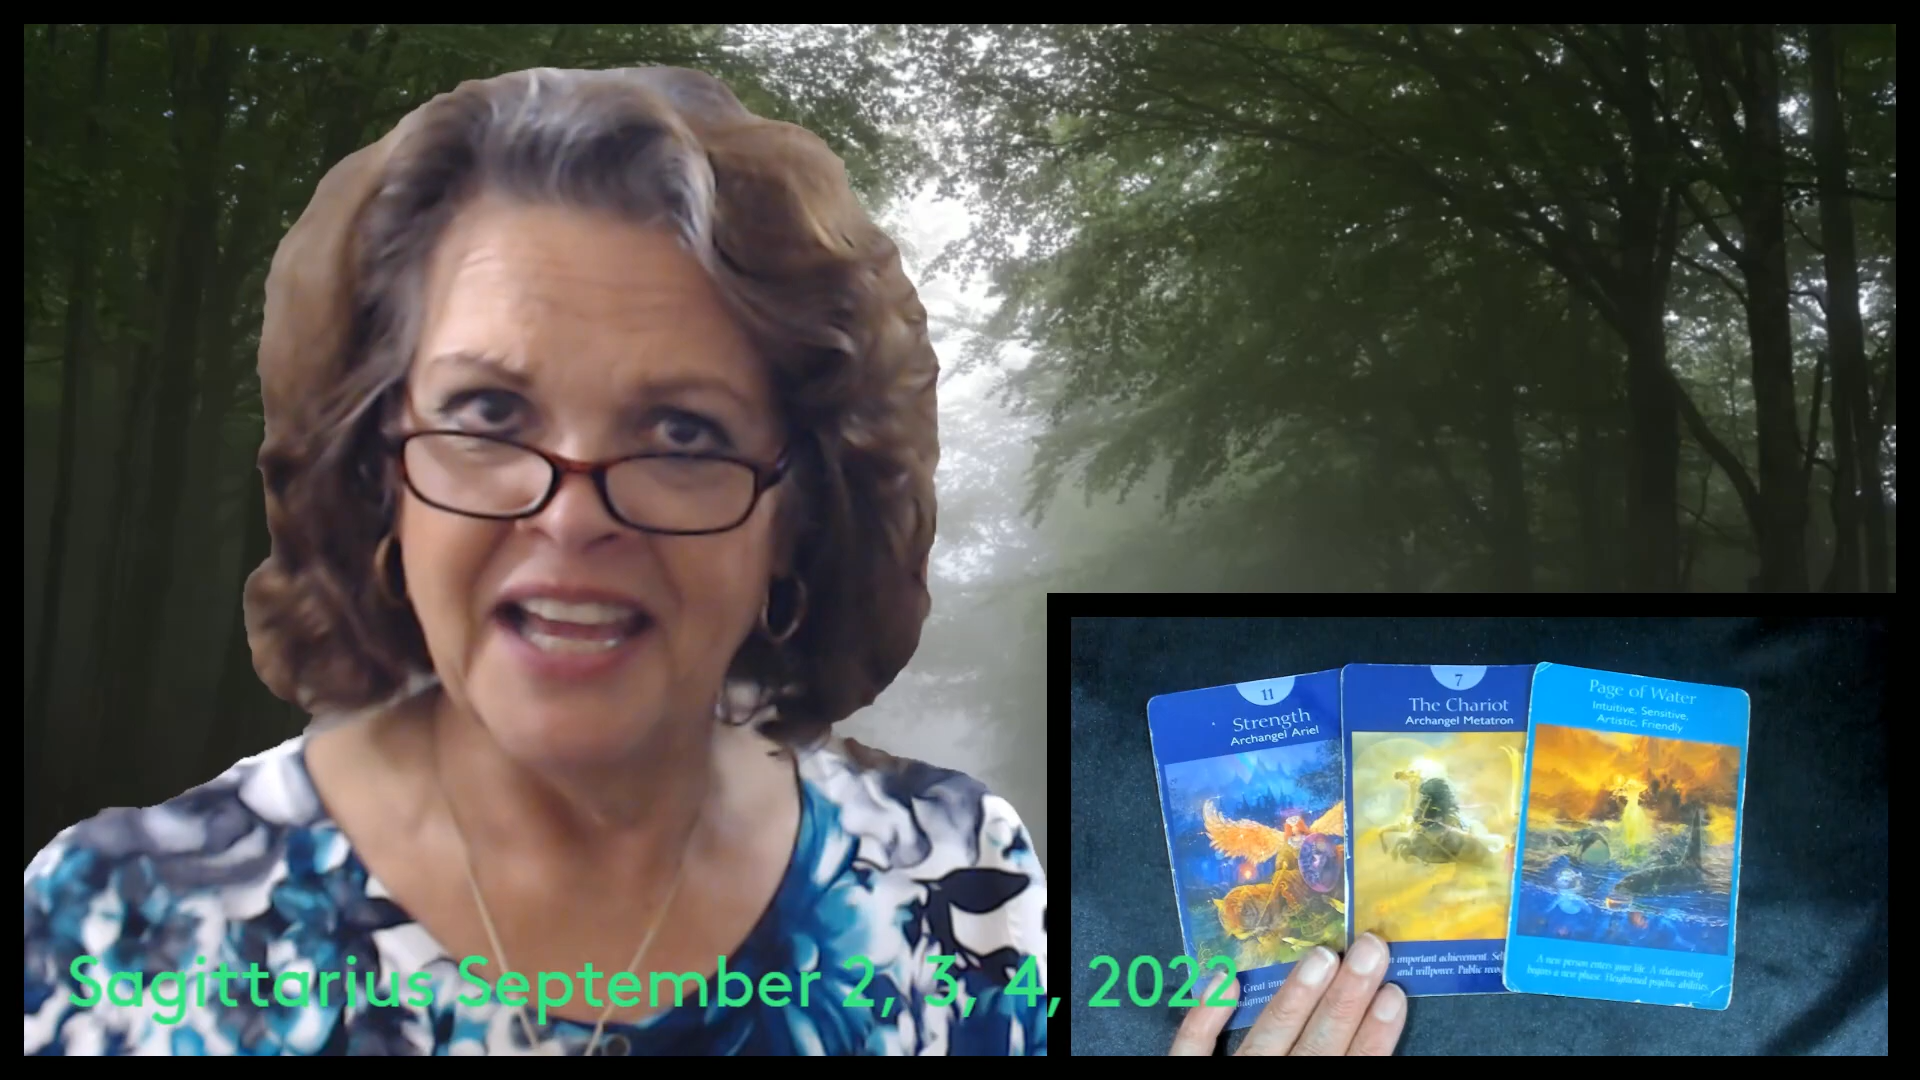 Sagittarius September 2, 3, 4, 2022
11
Strength
Archangel Ariel
Great inn
7
The Chariot
Archangel Metatron
n important achievement. Sel
and willpower. Public reco
Page of Water
Intuitive, Sensitive,
Artistic, Friendly
A new person enters your life. A relationship
begins a new phase. Heightened psychic abilities.